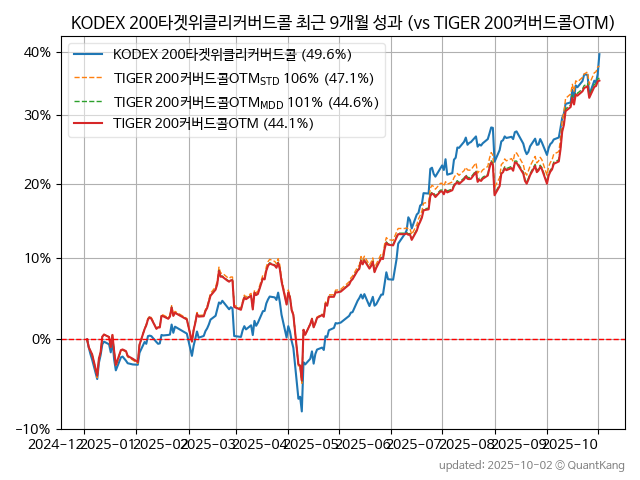 KODEX 200타겟위클리커버드콜 최근 9개월 성과 (vs TIGER 200커버드콜OTM)
KODEX 200타겟위클리커버드콜 (49.6%)
TIGER 200커버드콜OTM_STD 106% (47.1%)
TIGER 200커버드콜OTM_MDD 101% (44.6%)
TIGER 200커버드콜OTM (44.1%)
40%
30%
20%
10%
0%
−10%
2024-12 2025-01 2025-02 2025-03 2025-04 2025-05 2025-06 2025-07 2025-08 2025-09 2025-10
updated: 2025-10-02 © QuantKang